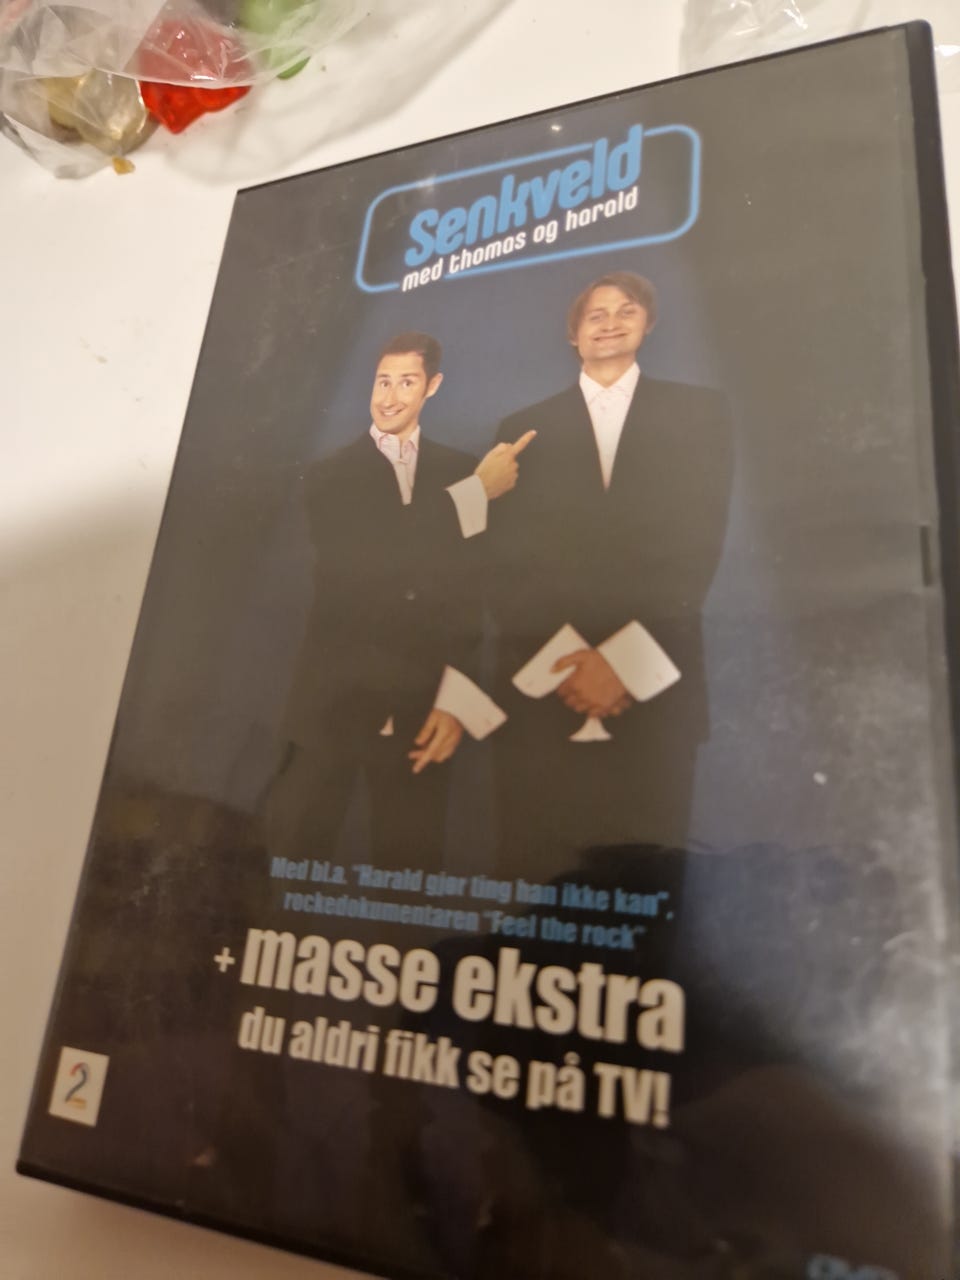 Senkveld
med thomas og harald
Med bl.a. "Harald gjør ting han ikke kan",
rockedokumentaren "Feel the rock"
+ masse ekstra
du aldri fikk se på TV!
2